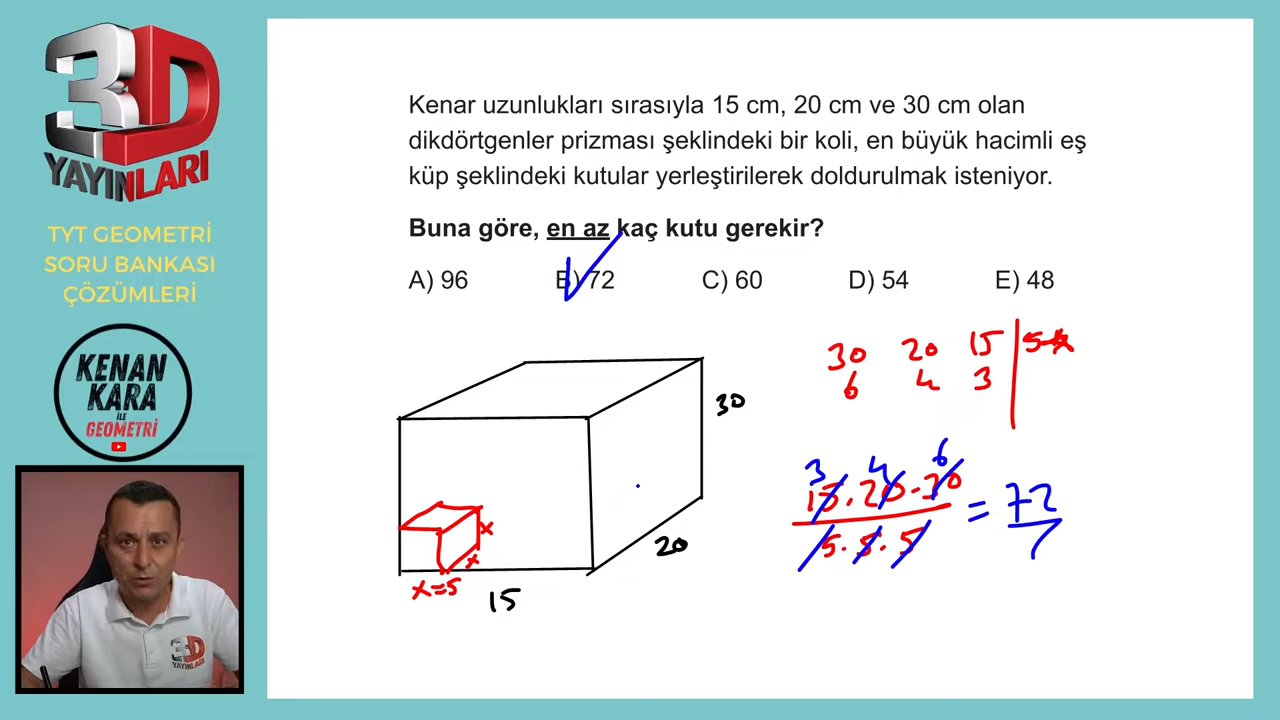 3D
YAYINLARI
TYT GEOMETRİ
SORU BANKASI
ÇÖZÜMLERİ
KENAN
KARA
İLE
GEOMETRİ
3D
YAYINLARI
Kenar uzunlukları sırasıyla 15 cm, 20 cm ve 30 cm olan
dikdörtgenler prizması şeklindeki bir koli, en büyük hacimli eş
küp şeklindeki kutular yerleştirilerek doldurulmak isteniyor.
Buna göre, en az kaç kutu gerekir?
A) 96 B) 72 C) 60 D) 54 E) 48
30 20 15 5
6 4 3
30
20
15
x
x
x=5
3 4 6
15·20·30 = 72
5·5·5